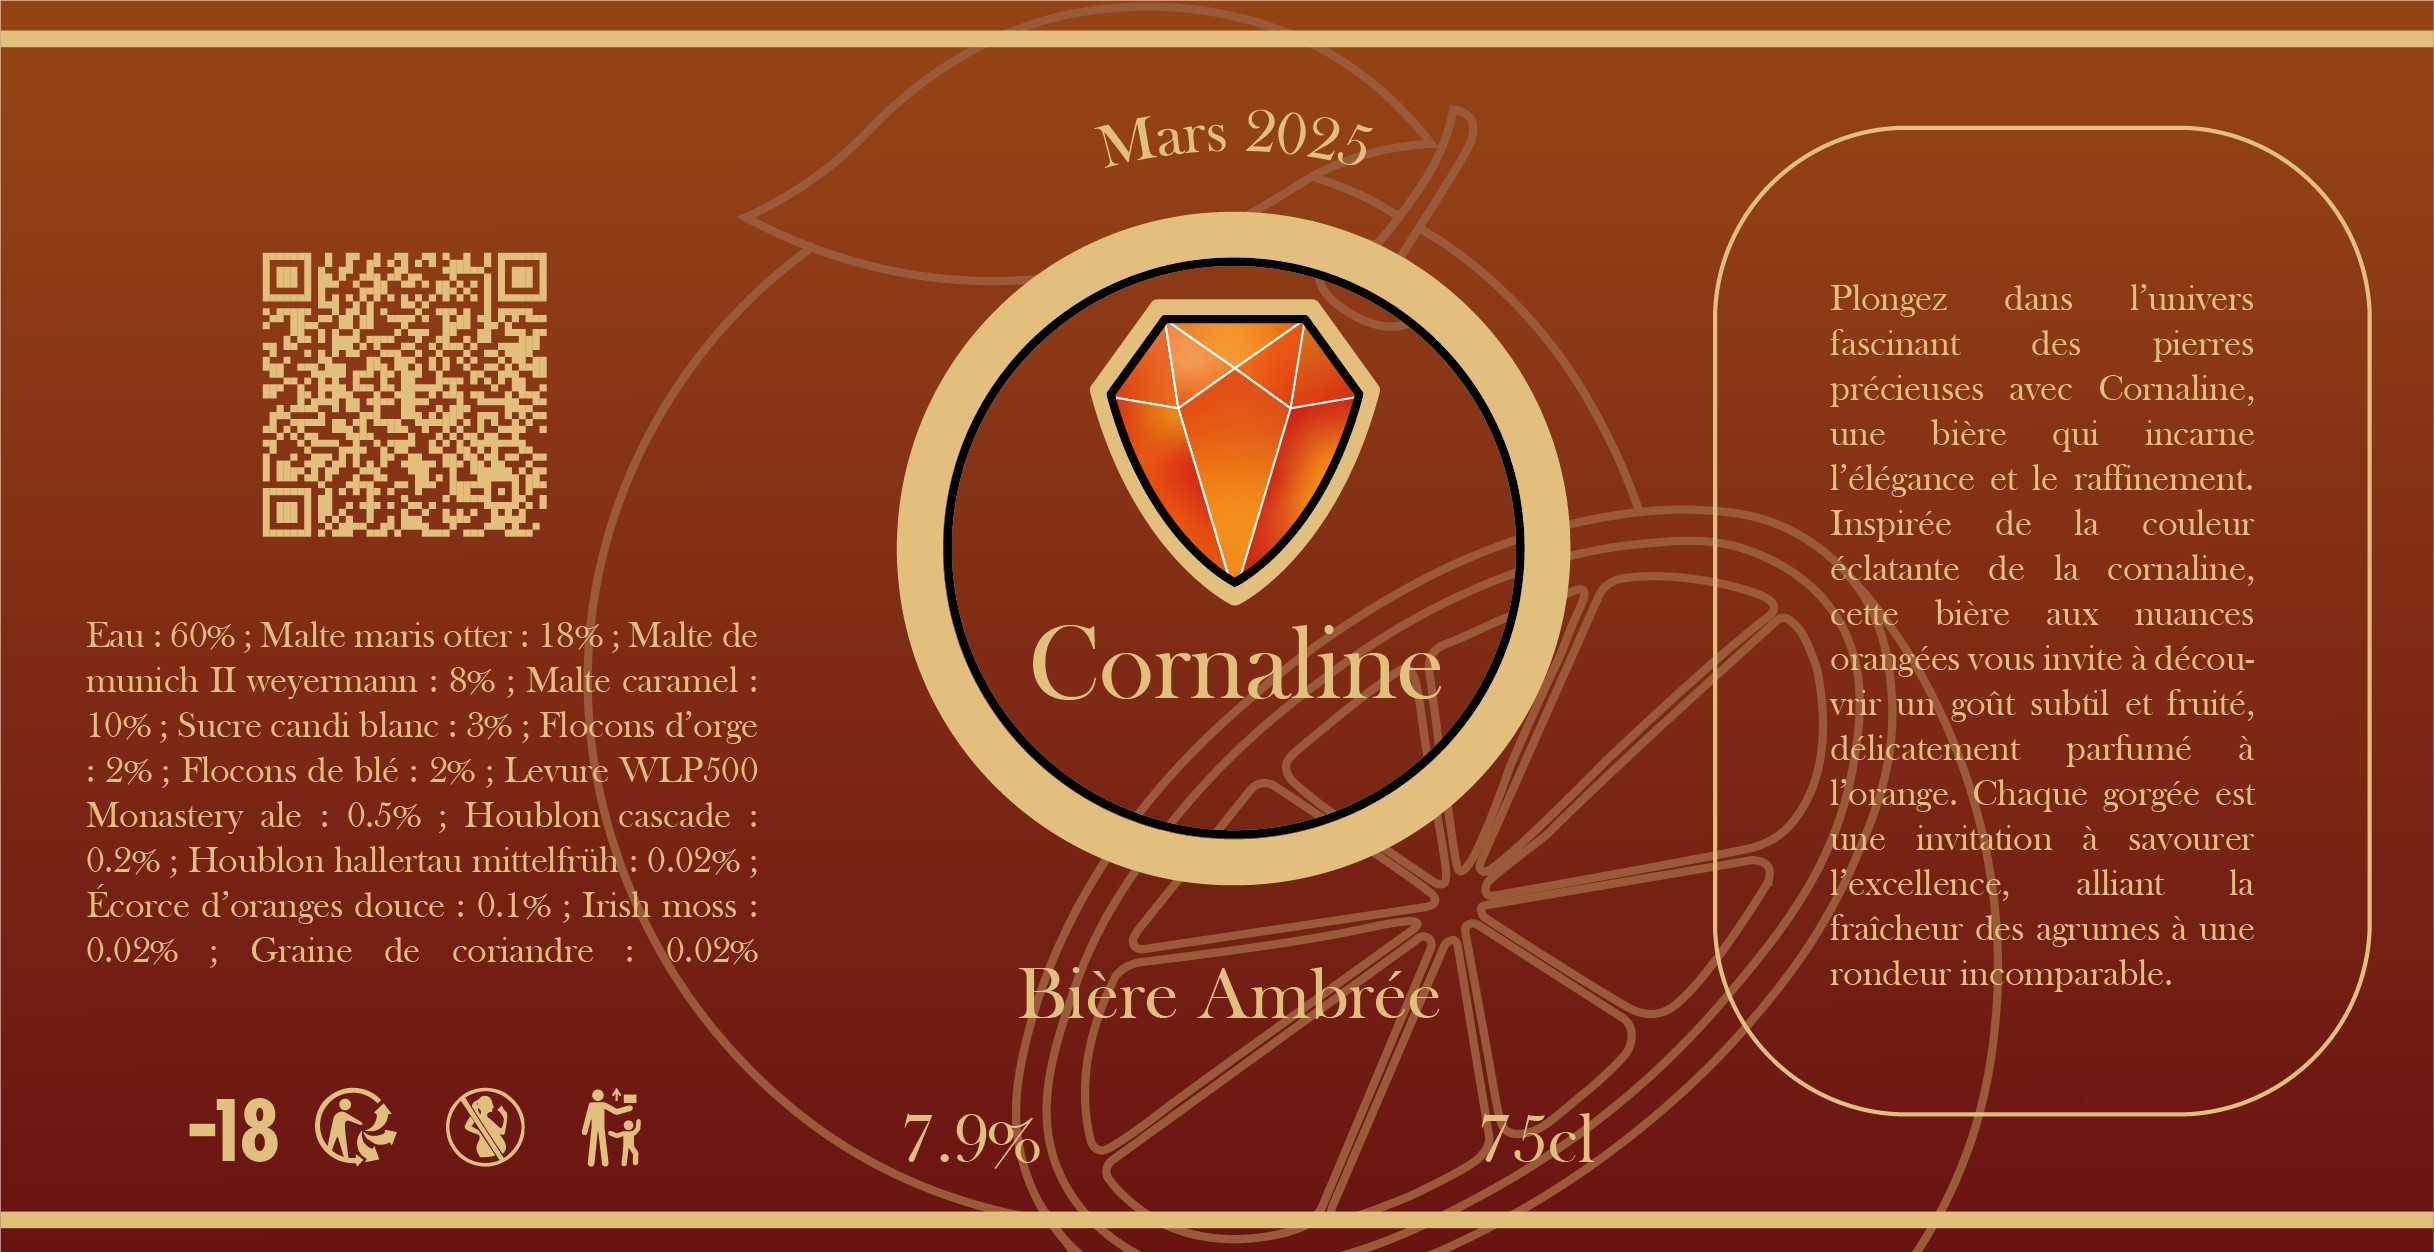 Mars 2025
Cornaline
Bière Ambrée
7.9%
75cl
Eau : 60% ; Malte maris otter : 18% ; Malte de
munich II weyermann : 8% ; Malte caramel :
10% ; Sucre candi blanc : 3% ; Flocons d’orge
: 2% ; Flocons de blé : 2% ; Levure WLP500
Monastery ale : 0.5% ; Houblon cascade :
0.2% ; Houblon hallertau mittelfrüh : 0.02% ;
Écorce d’oranges douce : 0.1% ; Irish moss :
0.02% ; Graine de coriandre : 0.02%
-18
Plongez dans l’univers
fascinant des pierres
précieuses avec Cornaline,
une bière qui incarne
l’élégance et le raffinement.
Inspirée de la couleur
éclatante de la cornaline,
cette bière aux nuances
orangées vous invite à décou-
vrir un goût subtil et fruité,
délicatement parfumé à
l’orange. Chaque gorgée est
une invitation à savourer
l’excellence, alliant la
fraîcheur des agrumes à une
rondeur incomparable.